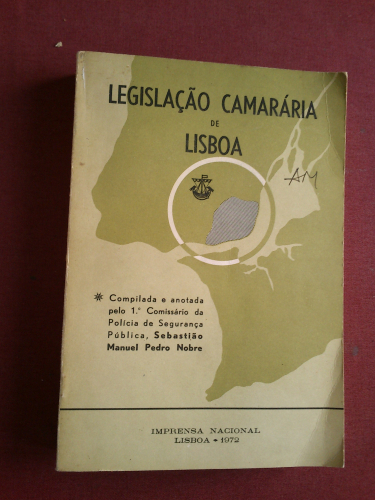 LEGISLAÇÃO CAMARÁRIA
DE
LISBOA
AM
* Compilada e anotada
pelo 1.º Comissário da
Polícia de Segurança
Pública, Sebastião
Manuel Pedro Nobre
IMPRENSA NACIONAL
LISBOA • 1972